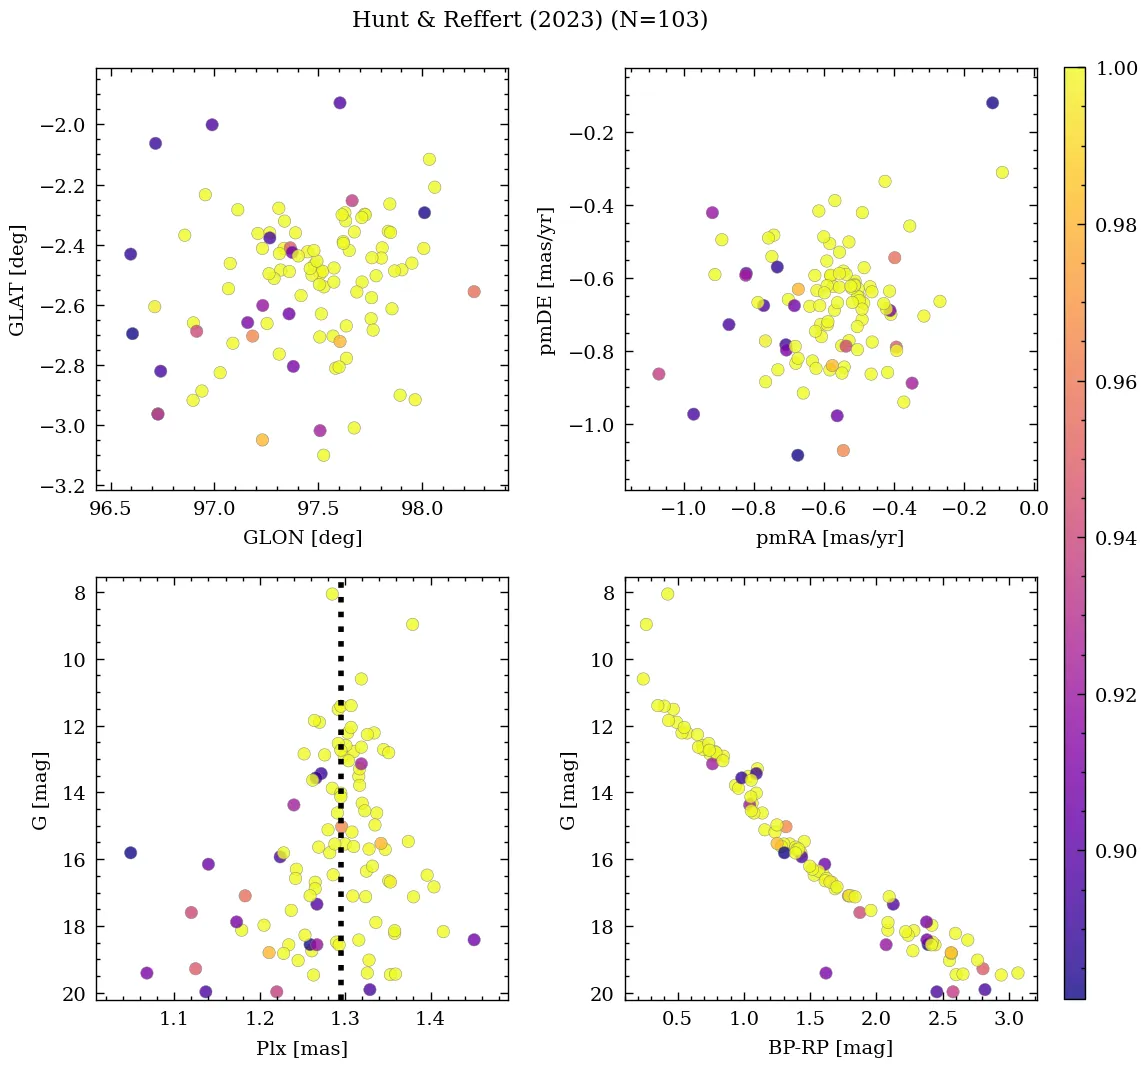 Hunt & Reffert (2023) (N=103)
−2.0
−2.2
−2.4
−2.6
−2.8
−3.0
−3.2
GLAT [deg]
96.5 97.0 97.5 98.0
GLON [deg]
−0.2
−0.4
−0.6
−0.8
−1.0
pmDE [mas/yr]
−1.0 −0.8 −0.6 −0.4 −0.2 0.0
pmRA [mas/yr]
1.00
0.98
0.96
0.94
0.92
0.90
8
10
12
14
16
18
20
G [mag]
1.1 1.2 1.3 1.4
Plx [mas]
8
10
12
14
16
18
20
G [mag]
0.5 1.0 1.5 2.0 2.5 3.0
BP-RP [mag]